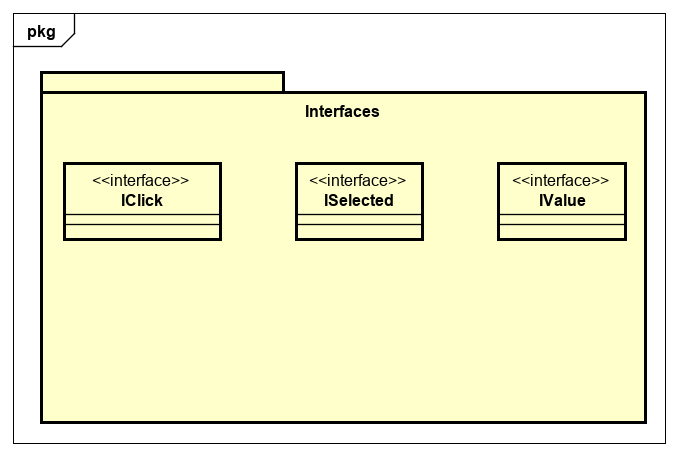 pkg
Interfaces
<<interface>> <<interface>> <<interface>>
IClick ISelected IValue